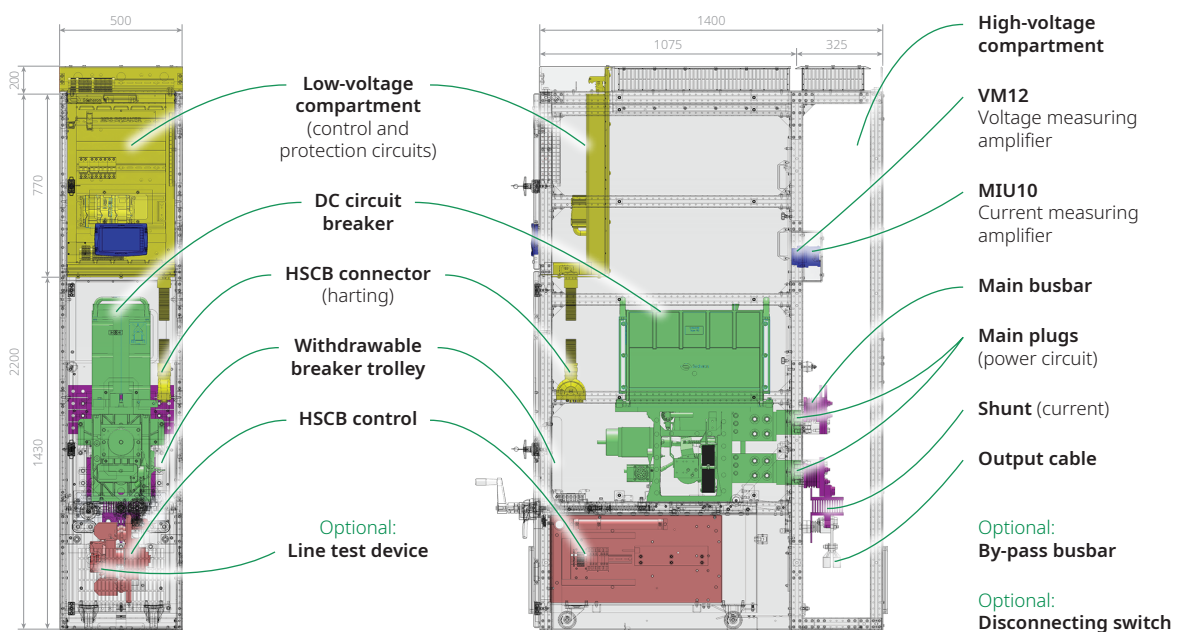 500
1400
1075
325
200
770
2200
1430
Low-voltage
compartment
(control and
protection circuits)
DC circuit
breaker
HSCB connector
(harting)
Withdrawable
breaker trolley
HSCB control
Optional:
Line test device
High-voltage
compartment
VM12
Voltage measuring
amplifier
MIU10
Current measuring
amplifier
Main busbar
Main plugs
(power circuit)
Shunt (current)
Output cable
Optional:
By-pass busbar
Optional:
Disconnecting switch